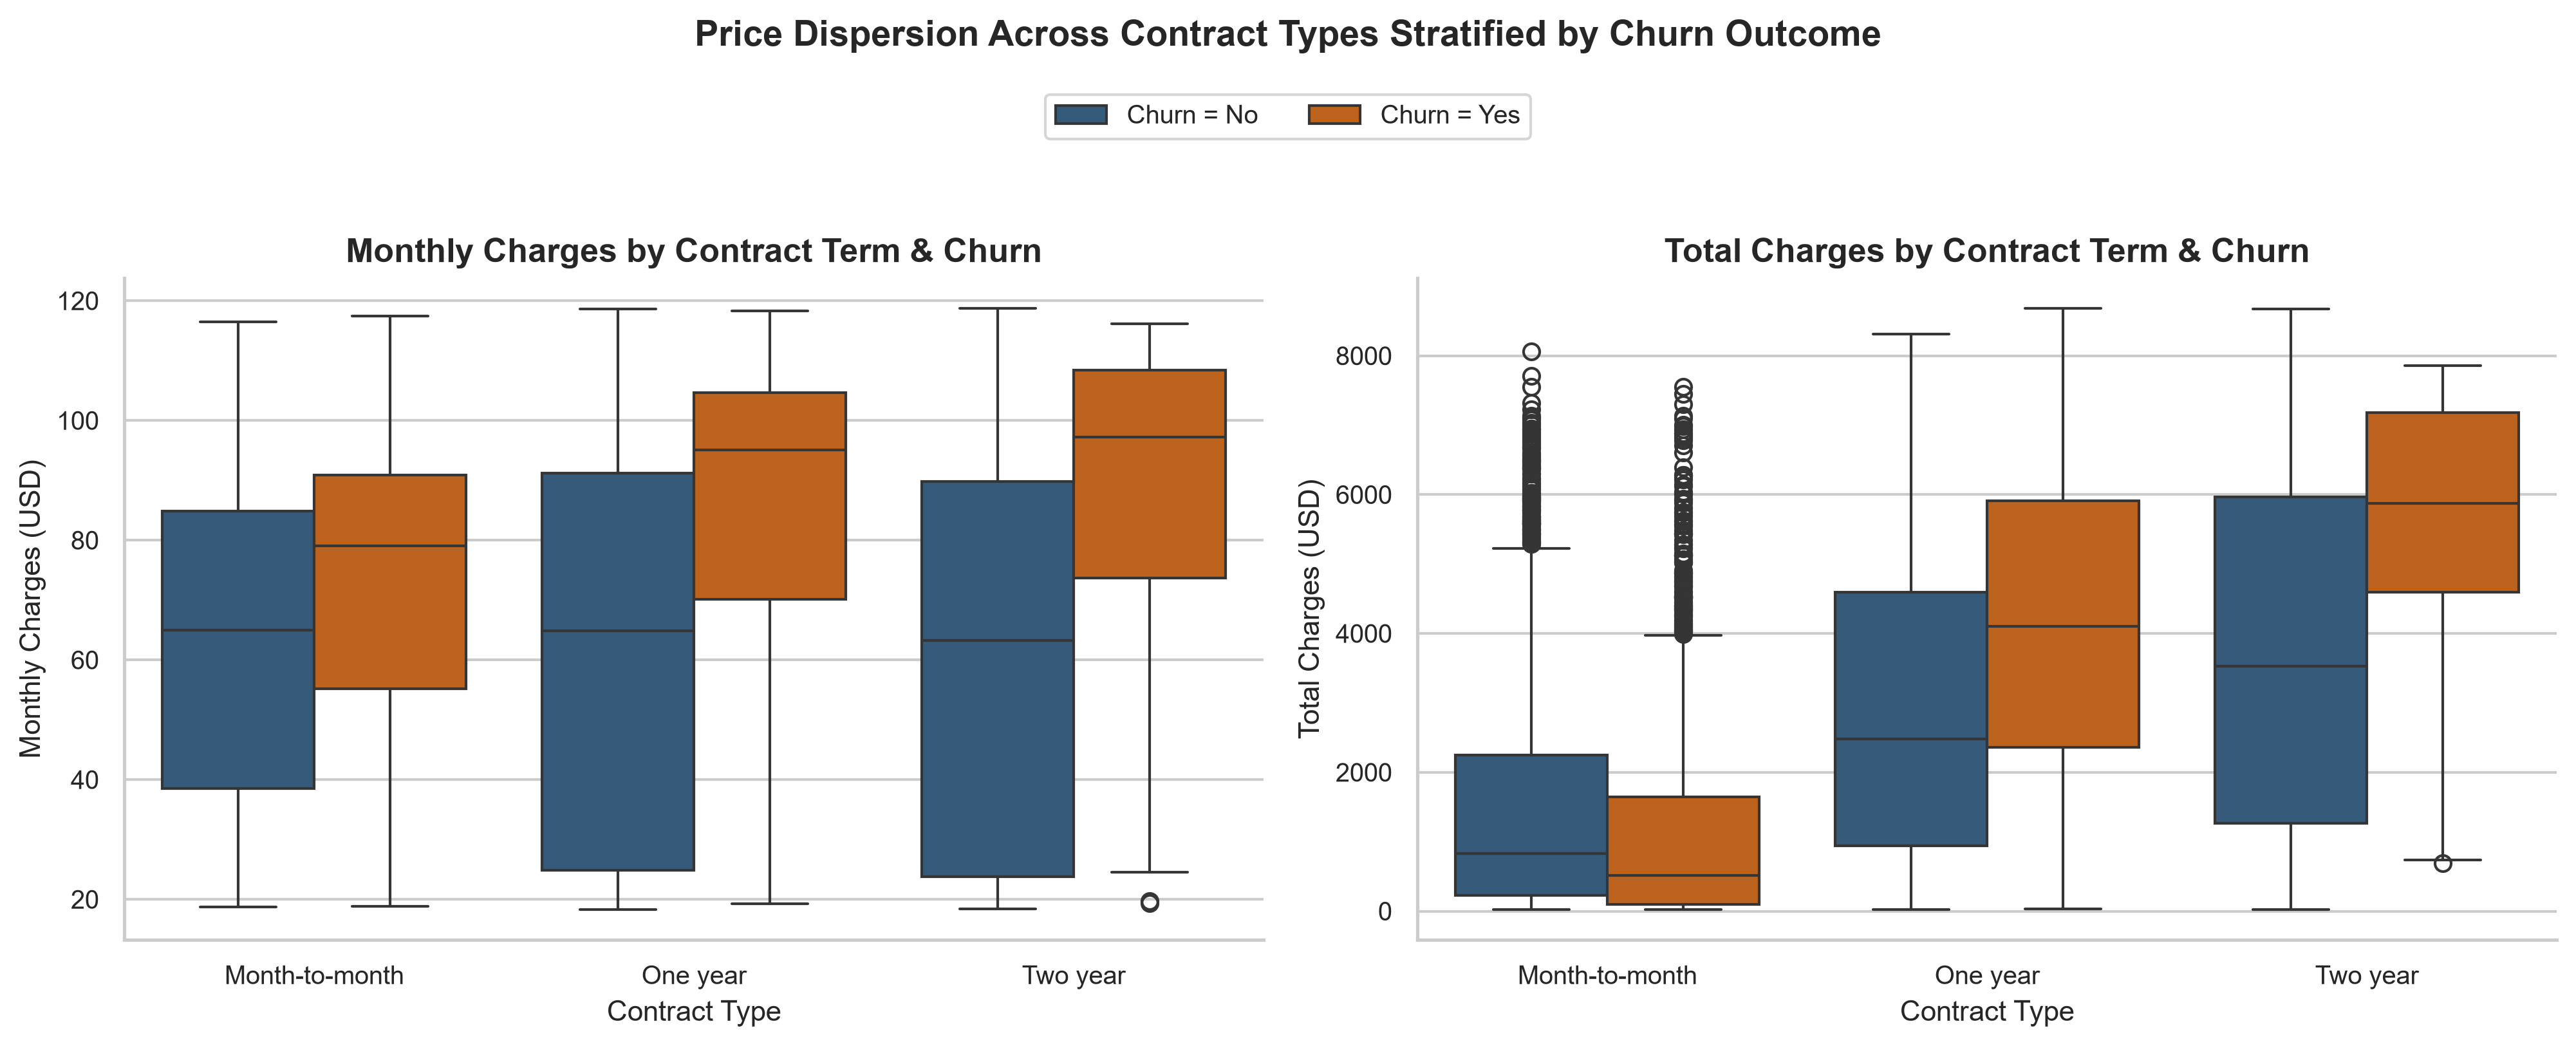 Price Dispersion Across Contract Types Stratified by Churn Outcome
Churn = No
Churn = Yes
Monthly Charges by Contract Term & Churn
Monthly Charges (USD)
120
100
80
60
40
20
Month-to-month
One year
Two year
Contract Type
Total Charges by Contract Term & Churn
Total Charges (USD)
8000
6000
4000
2000
0
Month-to-month
One year
Two year
Contract Type